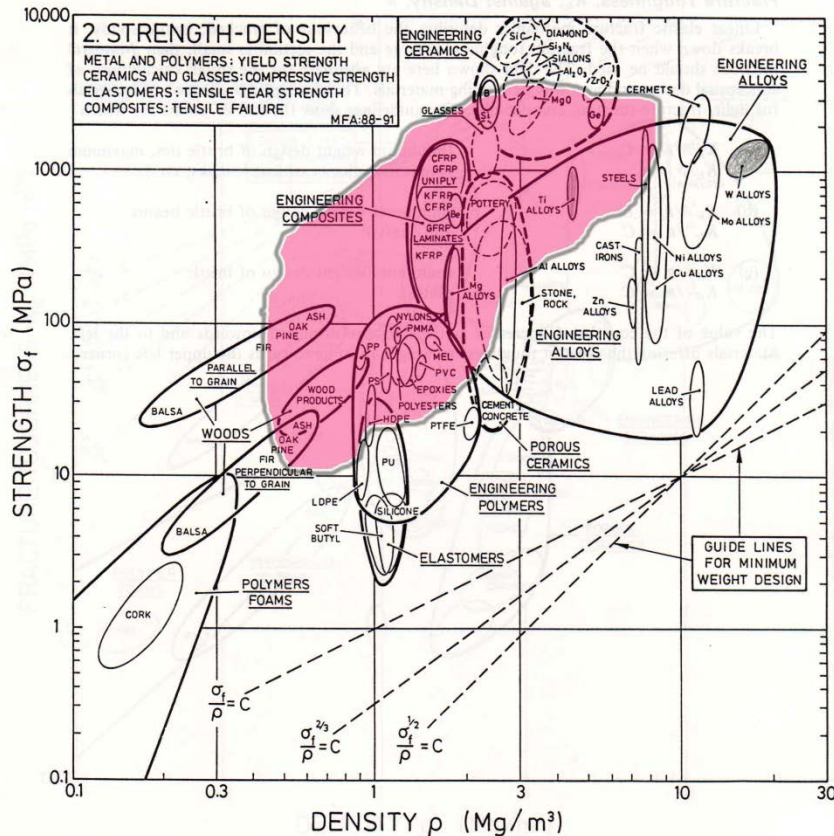 2. STRENGTH-DENSITY
METAL AND POLYMERS: YIELD STRENGTH
CERAMICS AND GLASSES: COMPRESSIVE STRENGTH
ELASTOMERS: TENSILE TEAR STRENGTH
COMPOSITES: TENSILE FAILURE
MFA:88-91
10,000
1000
100
10
1
0.1
STRENGTH σf (MPa)
ENGINEERING
CERAMICS
SiC
DIAMOND
Si3N4
SIALONS
Al2O3
ZrO2
MgO
B
Si
Ge
GLASSES
CERMETS
ENGINEERING
ALLOYS
W ALLOYS
Mo ALLOYS
STEELS
Ni ALLOYS
Cu ALLOYS
CAST
IRONS
Zn
ALLOYS
Ti
ALLOYS
ENGINEERING
ALLOYS
LEAD
ALLOYS
ENGINEERING
COMPOSITES
CFRP
GFRP
UNIPLY
KFRP
CFRP
Be
GFRP
LAMINATES
KFRP
POTTERY
Mg
ALLOYS
Al ALLOYS
STONE,
ROCK
CEMENT
CONCRETE
POROUS
CERAMICS
NYLONS
PMMA
PP
MEL
PVC
PS
EPOXIES
POLYESTERS
HDPE
PTFE
PU
LDPE
SILICONE
SOFT
BUTYL
ELASTOMERS
ENGINEERING
POLYMERS
ASH
OAK
PINE
FIR
PARALLEL
TO GRAIN
BALSA
WOODS
WOOD
PRODUCTS
ASH
OAK
PINE
FIR
PERPENDICULAR
TO GRAIN
BALSA
CORK
POLYMERS
FOAMS
GUIDE LINES
FOR MINIMUM
WEIGHT DESIGN
σf/ρ = C
σf^2/3/ρ = C
σf^1/2/ρ = C
0.1
0.3
1
3
10
30
DENSITY ρ (Mg/m³)